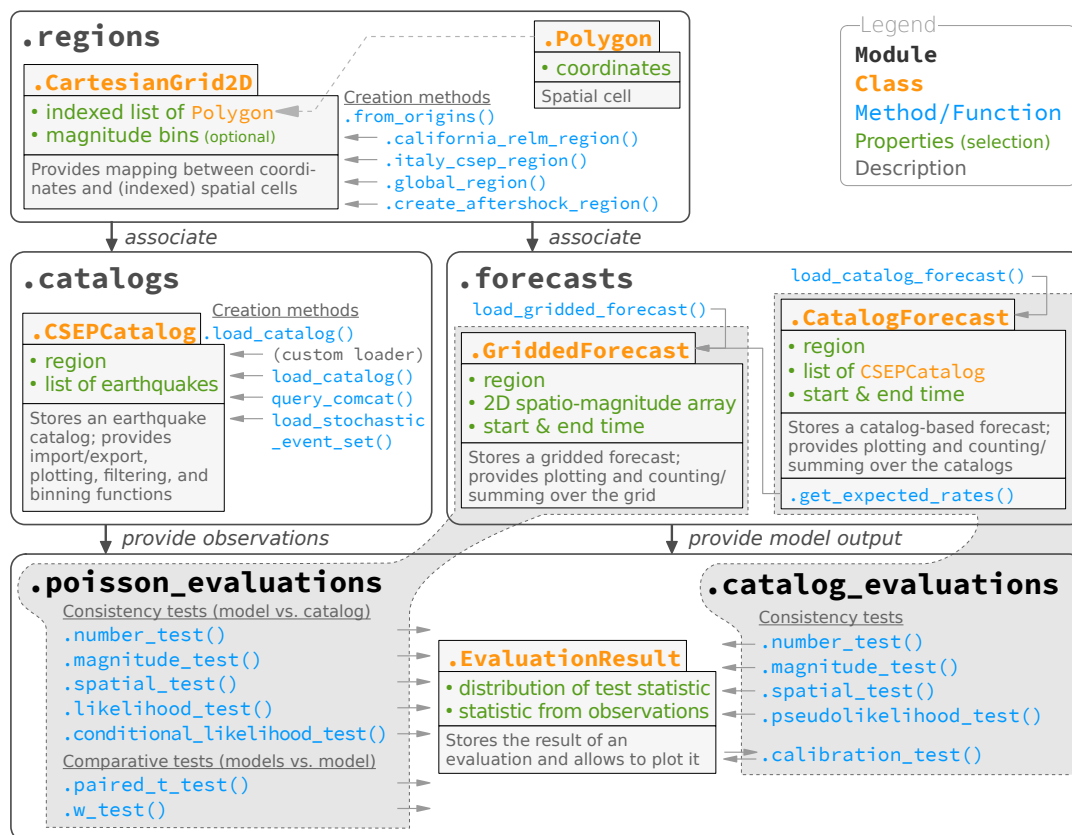 .regions
.Polygon
• coordinates
Spatial cell
.CartesianGrid2D
• indexed list of Polygon
• magnitude bins (optional)
Provides mapping between coordi-
nates and (indexed) spatial cells
Creation methods
.from_origins()
.california_relm_region()
.italy_csep_region()
.global_region()
.create_aftershock_region()
Legend
Module
Class
Method/Function
Properties (selection)
Description
associate
associate
.catalogs
Creation methods
.CSEPCatalog
.load_catalog()
• region
• list of earthquakes
(custom loader)
load_catalog()
query_comcat()
load_stochastic
_event_set()
Stores an earthquake
catalog; provides
import/export,
plotting, filtering, and
binning functions
.forecasts
load_catalog_forecast()
load_gridded_forecast()
.GriddedForecast
• region
• 2D spatio-magnitude array
• start & end time
Stores a gridded forecast;
provides plotting and counting/
summing over the grid
.CatalogForecast
• region
• list of CSEPCatalog
• start & end time
Stores a catalog-based forecast;
provides plotting and counting/
summing over the catalogs
.get_expected_rates()
provide observations
provide model output
.poisson_evaluations
Consistency tests (model vs. catalog)
.number_test()
.magnitude_test()
.spatial_test()
.likelihood_test()
.conditional_likelihood_test()
Comparative tests (models vs. model)
.paired_t_test()
.w_test()
.EvaluationResult
• distribution of test statistic
• statistic from observations
Stores the result of an
evaluation and allows to plot it
.catalog_evaluations
Consistency tests
.number_test()
.magnitude_test()
.spatial_test()
.pseudolikelihood_test()
.calibration_test()